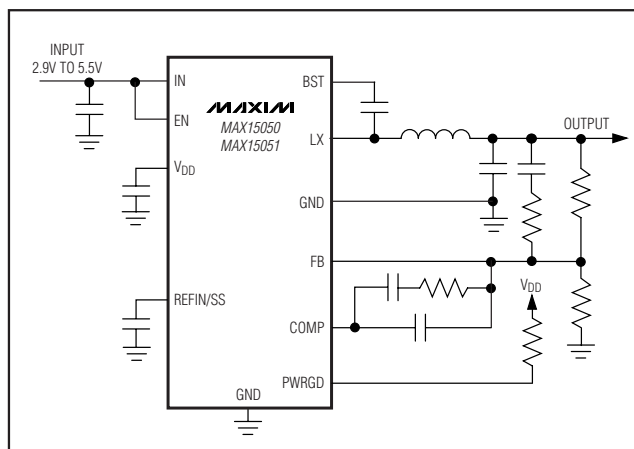 INPUT
2.9V TO 5.5V
IN
EN
VDD
REFIN/SS
GND
MAXIM
MAX15050
MAX15051
BST
LX
GND
FB
COMP
PWRGD
OUTPUT
VDD